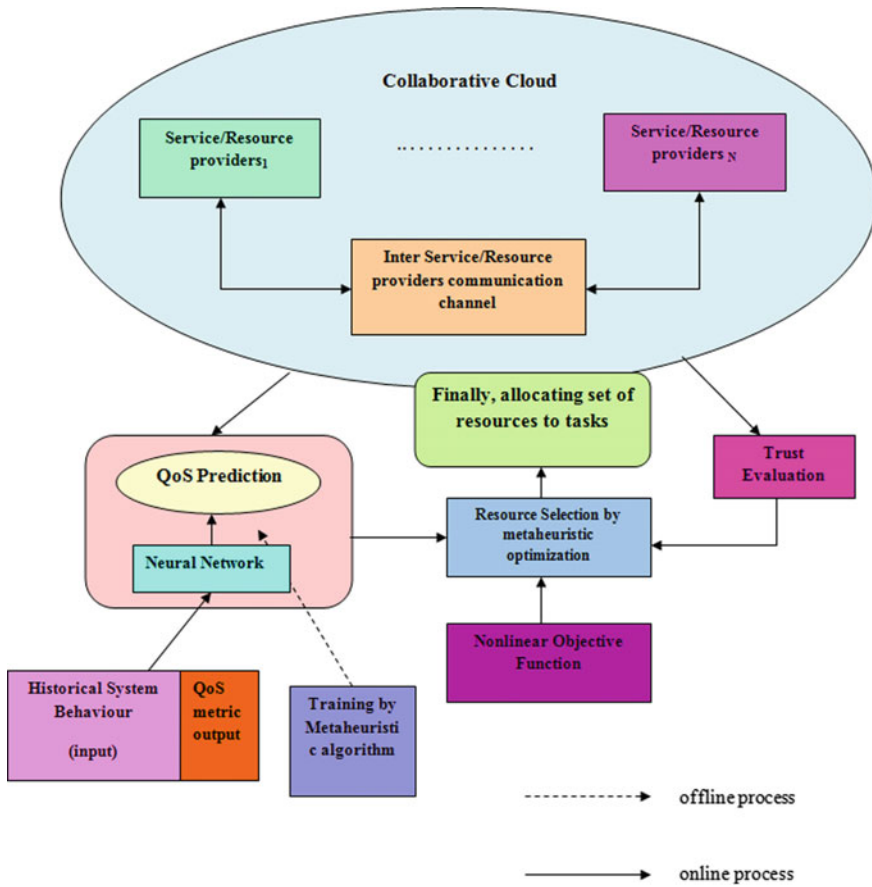 Collaborative Cloud
Service/Resource
providers1
.. . . . . . . . . . . . . .
Service/Resource
providers N
Inter Service/Resource
providers communication
channel
Finally, allocating set of
resources to tasks
QoS Prediction
Neural Network
Trust
Evaluation
Resource Selection by
metaheuristic
optimization
Nonlinear Objective
Function
Historical System
Behaviour
(input)
QoS
metric
output
Training by
Metaheuristi
c algorithm
offline process
online process